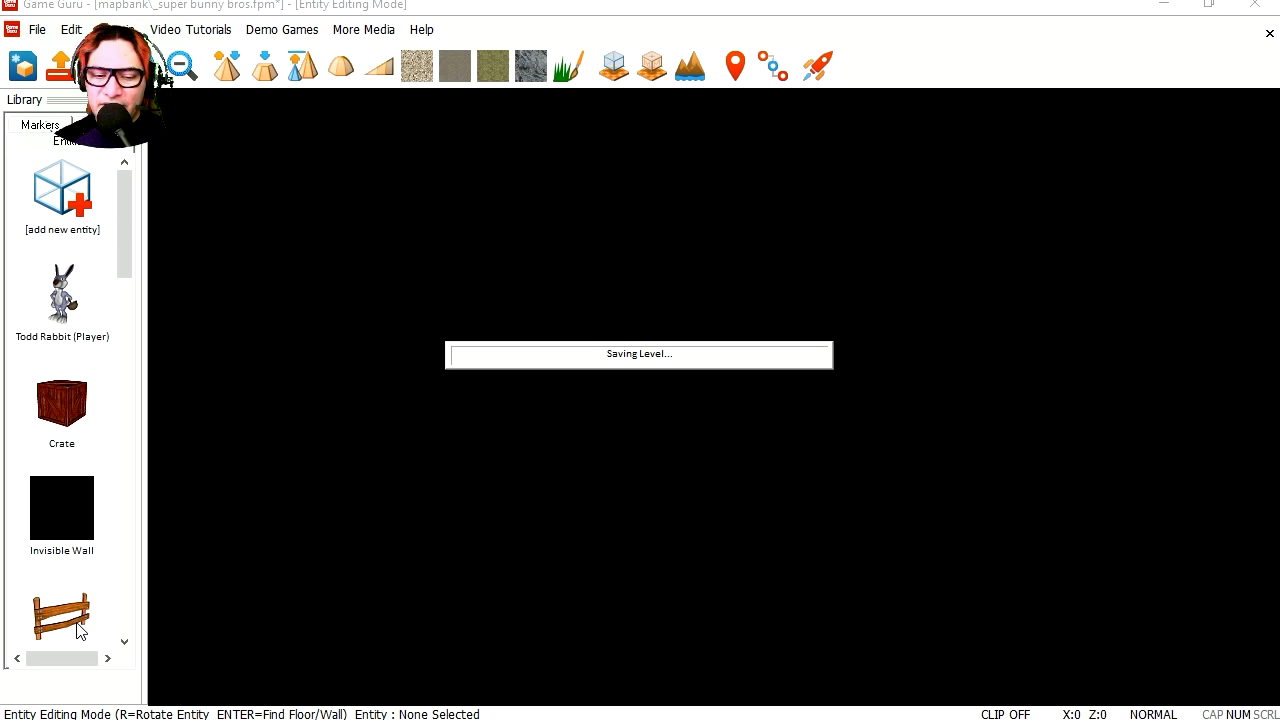 Game Guru - [mapbank\_super bunny bros.fpm*] - [Entity Editing Mode]
File Edit Video Tutorials Demo Games More Media Help
Library
Markers
[add new entity]
Todd Rabbit (Player)
Crate
Invisible Wall
Saving Level...
Entity Editing Mode (R=Rotate Entity ENTER=Find Floor/Wall) Entity : None Selected CLIP OFF X:0 Z:0 NORMAL CAP NUM SCRL